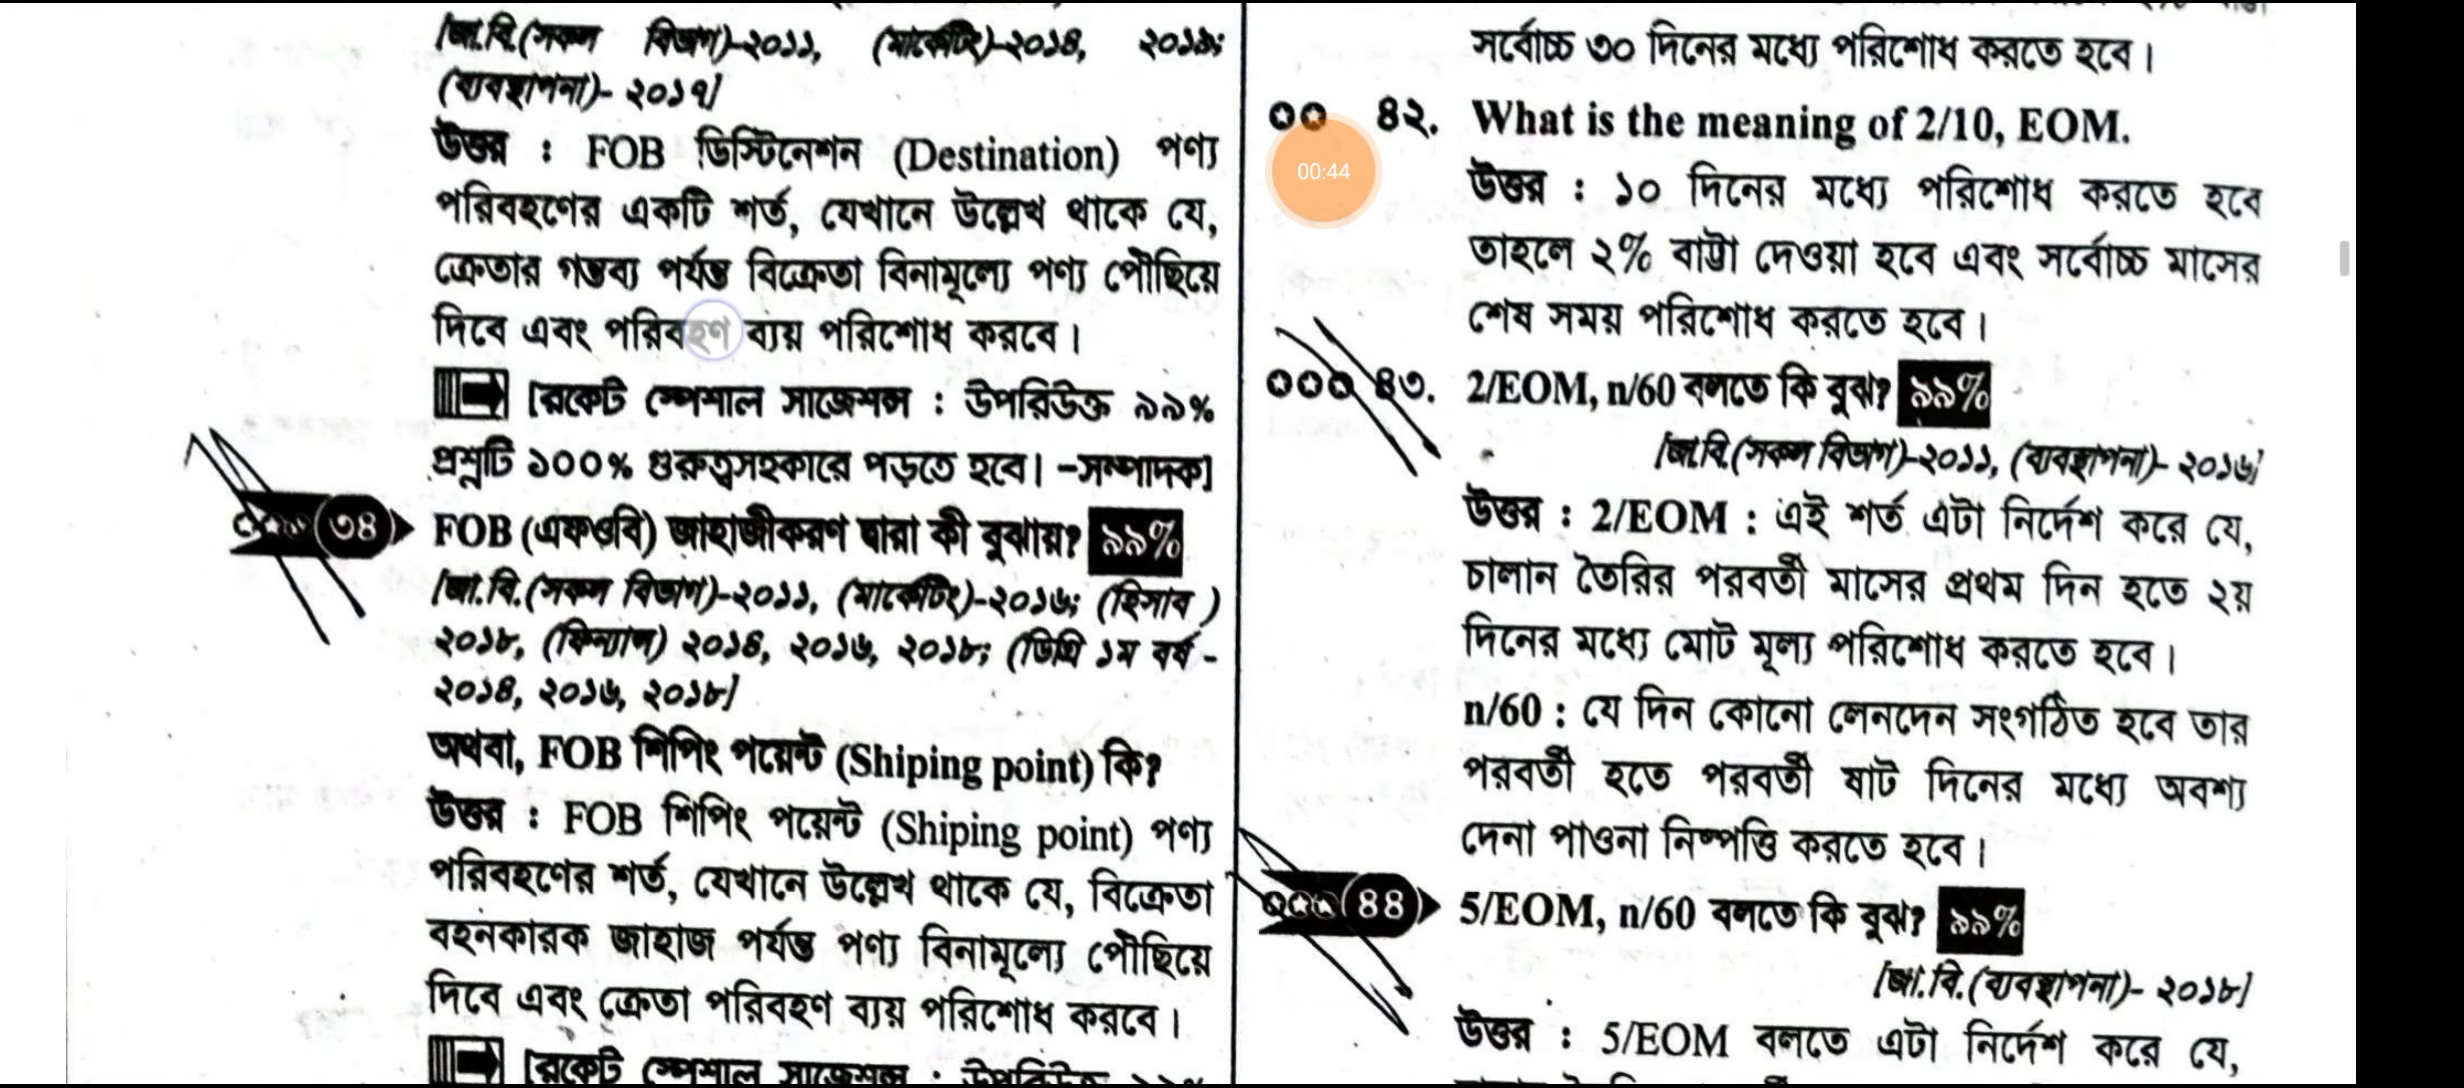 [জা.বি.(সকল বিভাগ)-২০১১, (মার্কেটিং)-২০১৪, ২০১৯;
(ব্যবস্থাপনা)- ২০১৭]
উত্তর : FOB ডিস্টিনেশন (Destination) পণ্য
পরিবহণের একটি শর্ত, যেখানে উল্লেখ থাকে যে,
ক্রেতার গন্তব্য পর্যন্ত বিক্রেতা বিনামূল্যে পণ্য পৌছিয়ে
দিবে এবং পরিবহণ ব্যয় পরিশোধ করবে।
[রকেট স্পেশাল সাজেশন্স : উপরিউক্ত ৯৯%
প্রশ্নটি ১০০% গুরুত্বসহকারে পড়তে হবে। -সম্পাদক]
৩৪ FOB (এফওবি) জাহাজীকরণ দ্বারা কী বুঝায়? ৯৯%
[জা.বি.(সকল বিভাগ)-২০১১, (মার্কেটিং)-২০১৬; (হিসাব )
২০১৮, (ফিন্যান্স) ২০১৪, ২০১৬, ২০১৮; (ডিগ্রি ১ম বর্ষ -
২০১৪, ২০১৬, ২০১৮]
অথবা, FOB শিপিং পয়েন্ট (Shiping point) কি?
উত্তর : FOB শিপিং পয়েন্ট (Shiping point) পণ্য
পরিবহণের শর্ত, যেখানে উল্লেখ থাকে যে, বিক্রেতা
বহনকারক জাহাজ পর্যন্ত পণ্য বিনামূল্যে পৌছিয়ে
দিবে এবং ক্রেতা পরিবহণ ব্যয় পরিশোধ করবে।
[রকেট স্পেশাল সাজেশন্স : উপরিউক্ত ৯৯%
সর্বোচ্চ ৩০ দিনের মধ্যে পরিশোধ করতে হবে।
৪২. What is the meaning of 2/10, EOM.
00:44
উত্তর : ১০ দিনের মধ্যে পরিশোধ করতে হবে
তাহলে ২% বাট্টা দেওয়া হবে এবং সর্বোচ্চ মাসের
শেষ সময় পরিশোধ করতে হবে।
৪৩. 2/EOM, n/60 বলতে কি বুঝ? ৯৯%
[জা.বি.(সকল বিভাগ)-২০১১, (ব্যবস্থাপনা)- ২০১৬]
উত্তর : 2/EOM : এই শর্ত এটা নির্দেশ করে যে,
চালান তৈরির পরবর্তী মাসের প্রথম দিন হতে ২য়
দিনের মধ্যে মোট মূল্য পরিশোধ করতে হবে।
n/60 : যে দিন কোনো লেনদেন সংগঠিত হবে তার
পরবর্তী হতে পরবর্তী ষাট দিনের মধ্যে অবশ্য
দেনা পাওনা নিষ্পত্তি করতে হবে।
৪৪ 5/EOM, n/60 বলতে কি বুঝ? ৯৯%
[জা.বি.(ব্যবস্থাপনা)- ২০১৮]
উত্তর : 5/EOM বলতে এটা নির্দেশ করে যে,